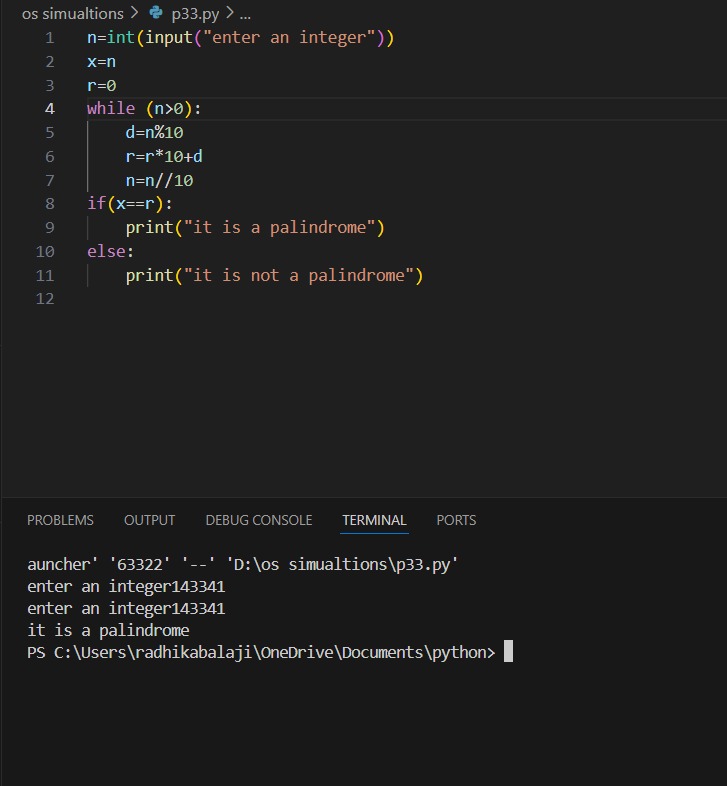 os simualtions > p33.py > ...
1 n=int(input("enter an integer"))
2 x=n
3 r=0
4 while (n>0):
5     d=n%10
6     r=r*10+d
7     n=n//10
8 if(x==r):
9     print("it is a palindrome")
10 else:
11     print("it is not a palindrome")
12
PROBLEMS OUTPUT DEBUG CONSOLE TERMINAL PORTS
auncher' '63322' '--' 'D:\os simualtions\p33.py'
enter an integer143341
enter an integer143341
it is a palindrome
PS C:\Users\radhikabalaji\OneDrive\Documents\python>